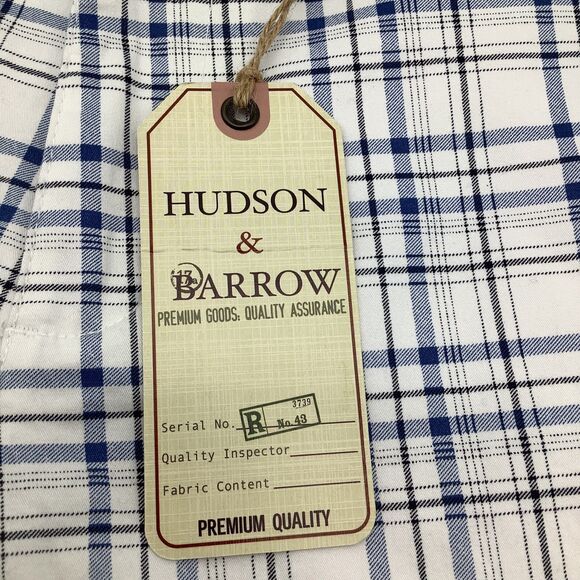 HUDSON
&
BARROW
PREMIUM GOODS: QUALITY ASSURANCE
Serial No.
R 3739
No. 43
Quality Inspector
Fabric Content
PREMIUM QUALITY